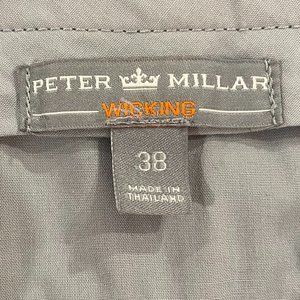 PETER MILLAR
WICKING
38
MADE IN
THAILAND